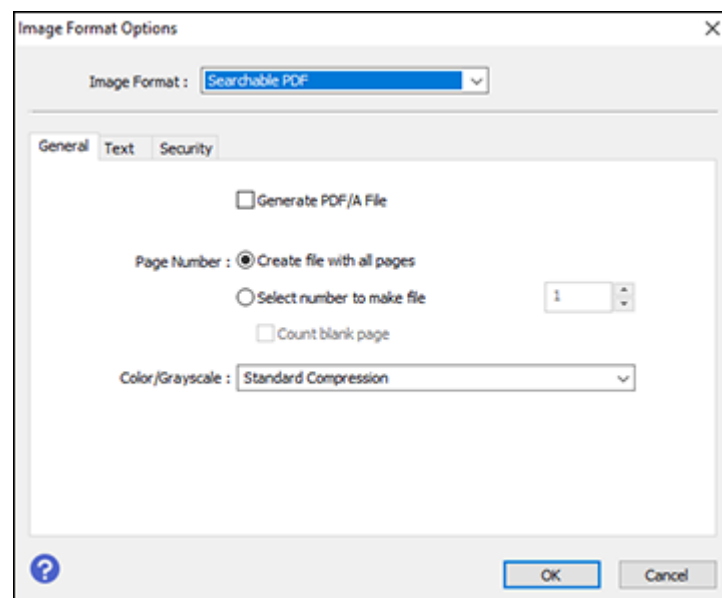 Image Format Options
Image Format : Searchable PDF
General Text Security
Generate PDF/A File
Page Number : Create file with all pages
Select number to make file 1
Count blank page
Color/Grayscale : Standard Compression
? OK Cancel